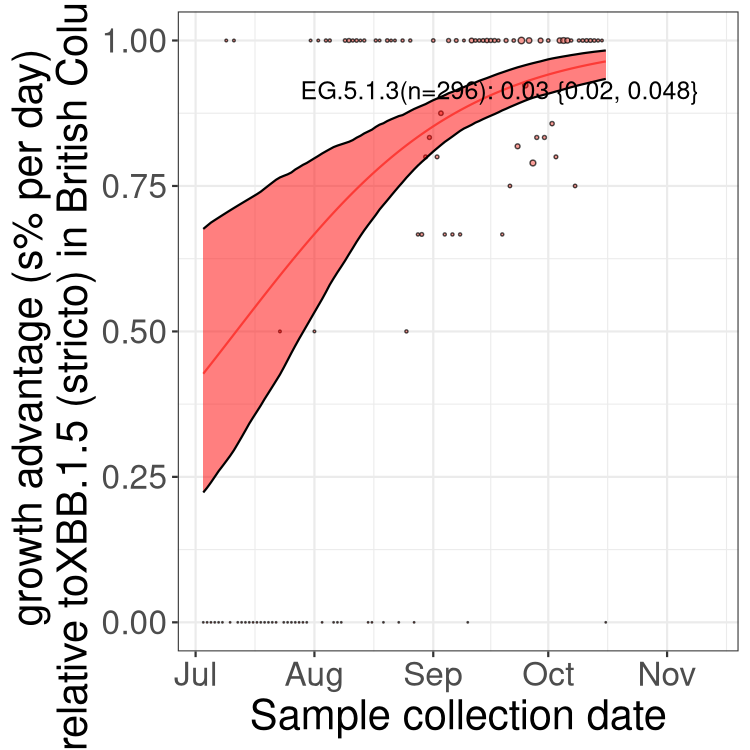 growth advantage (s% per day)
relative toXBB.1.5 (stricto) in British Colu
1.00
0.75
0.50
0.25
0.00
EG.5.1.3(n=296): 0.03 {0.02, 0.048}
Jul Aug Sep Oct Nov
Sample collection date